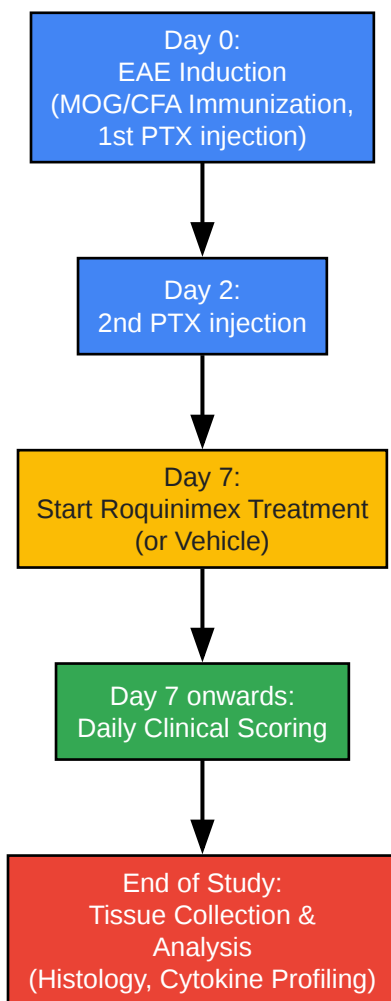 Day 0:
EAE Induction
(MOG/CFA Immunization,
1st PTX injection)
Day 2:
2nd PTX injection
Day 7:
Start Roquinimex Treatment
(or Vehicle)
Day 7 onwards:
Daily Clinical Scoring
End of Study:
Tissue Collection &
Analysis
(Histology, Cytokine Profiling)